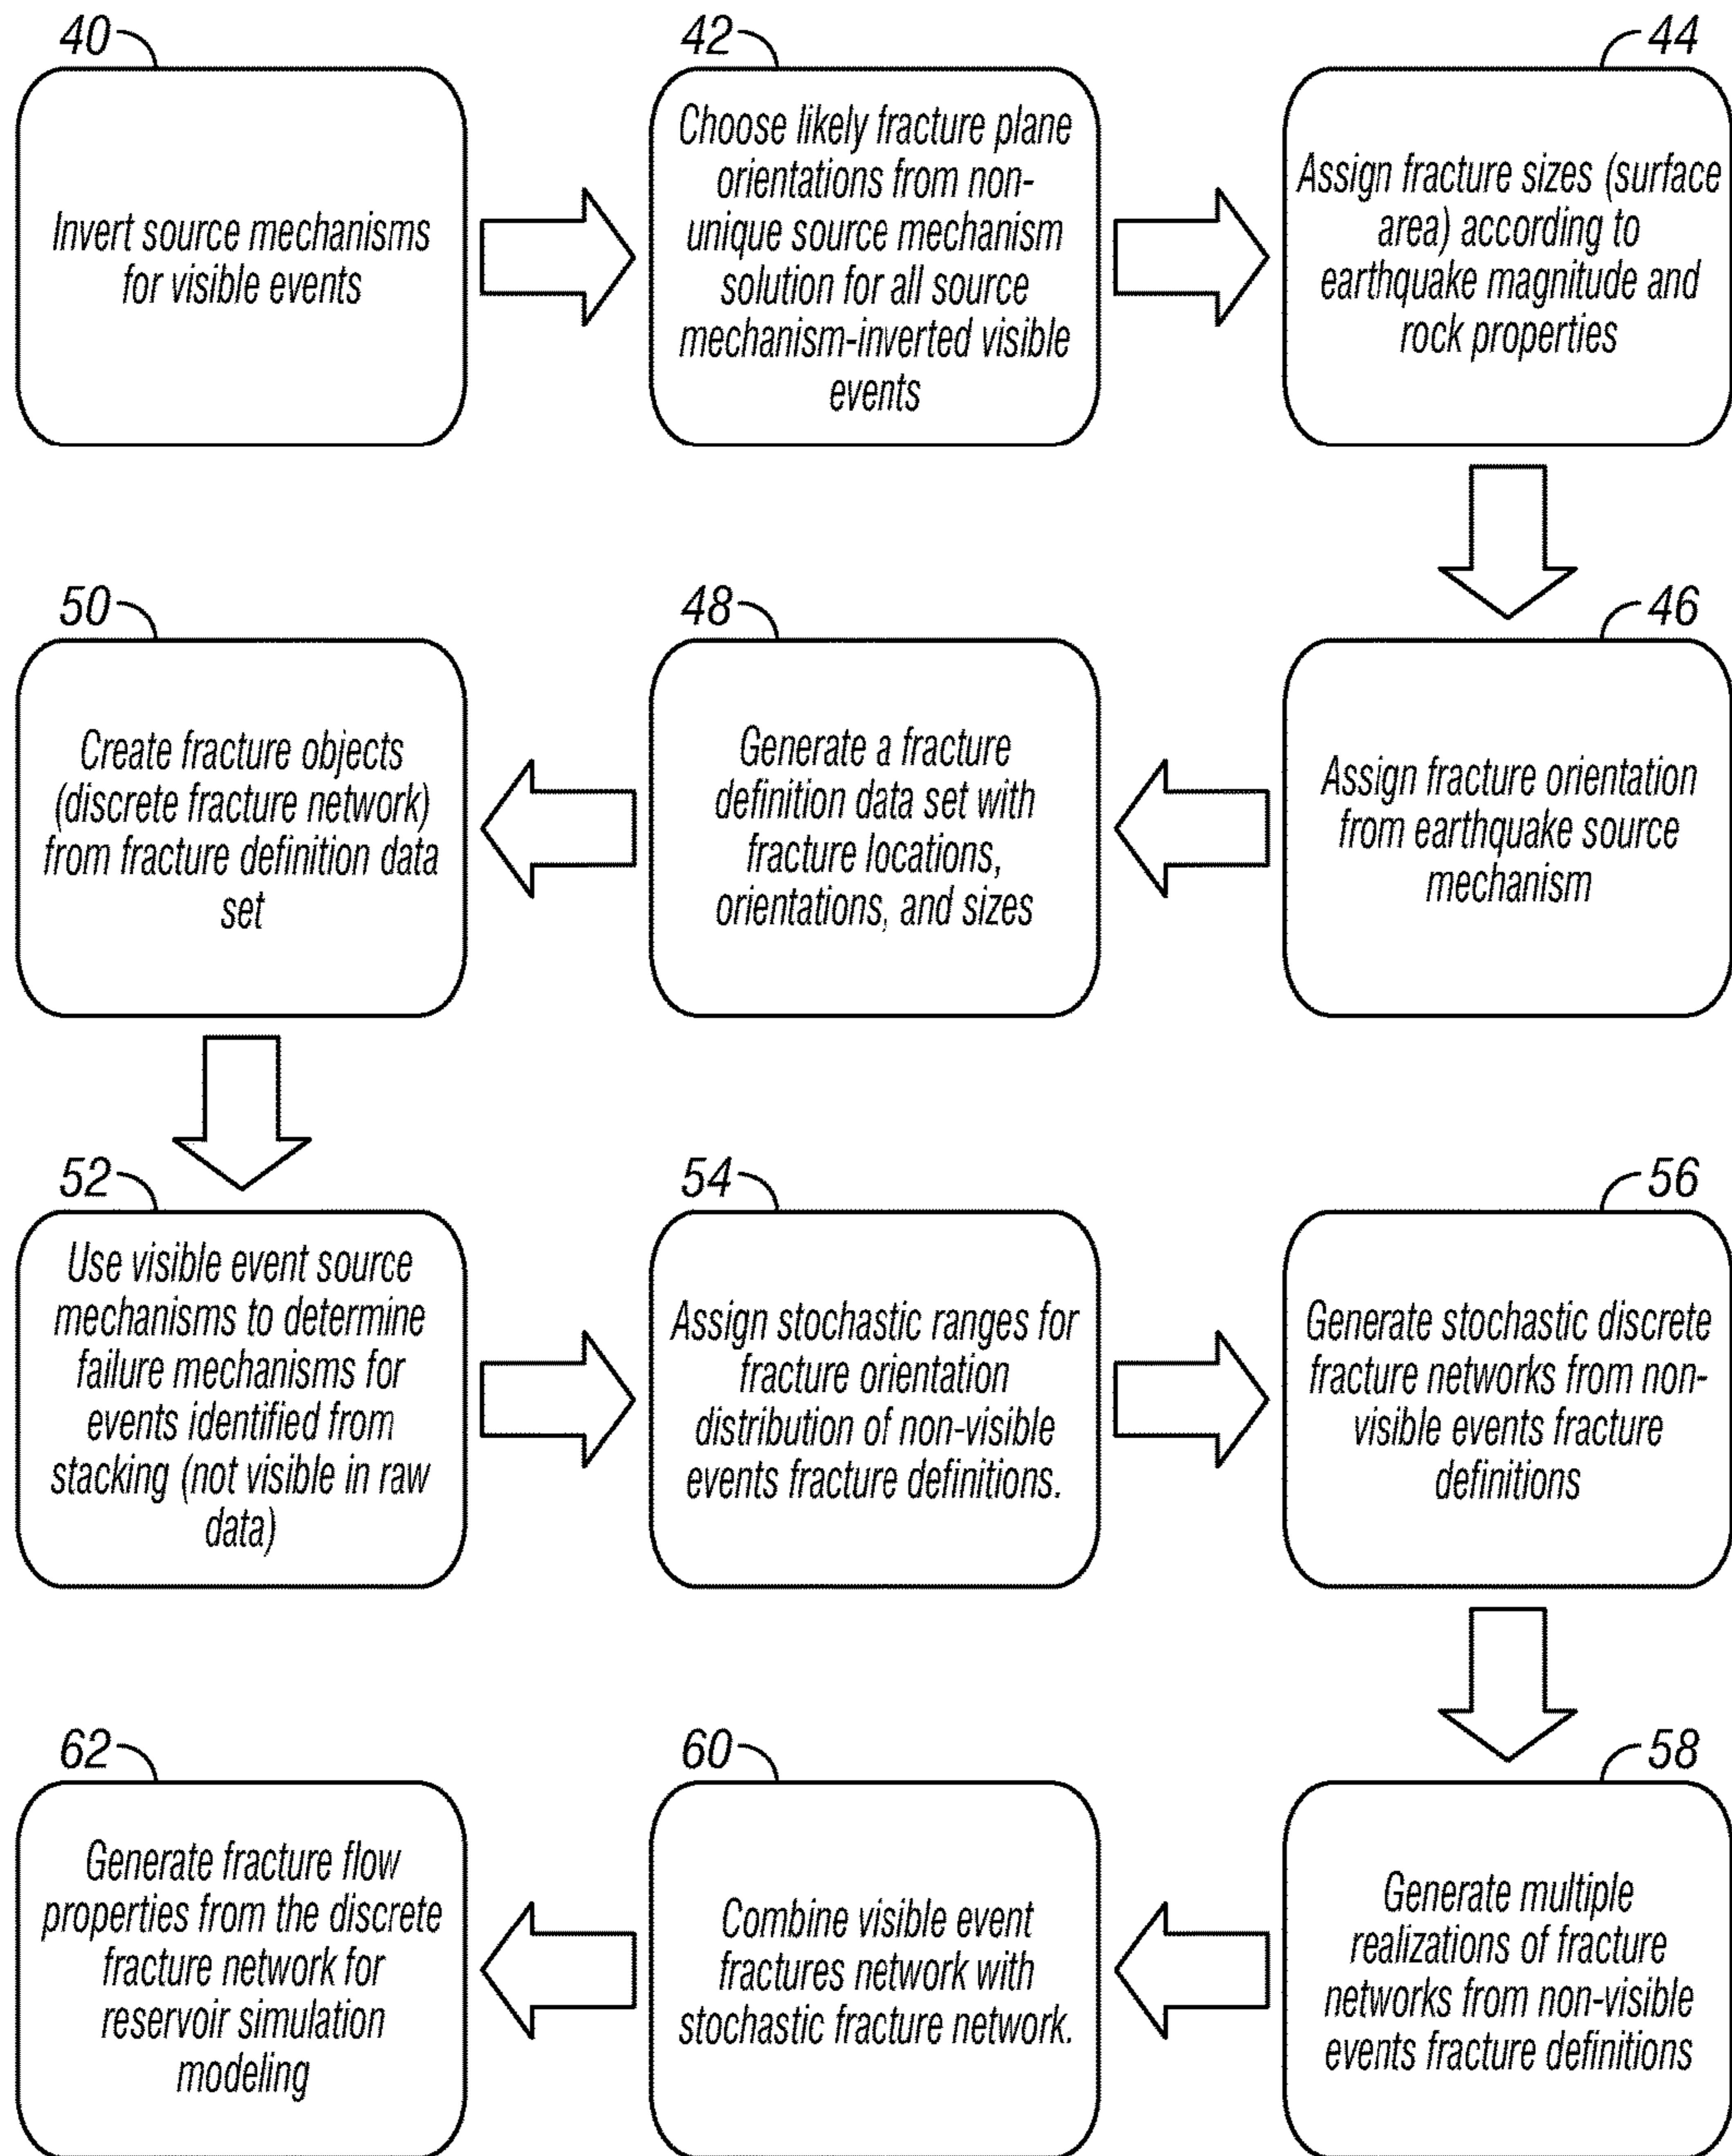 40
Invert source mechanisms
for visible events
42
Choose likely fracture plane
orientations from non-
unique source mechanism
solution for all source
mechanism-inverted visible
events
44
Assign fracture sizes (surface
area) according to
earthquake magnitude and
rock properties
46
Assign fracture orientation
from earthquake source
mechanism
48
Generate a fracture
definition data set with
fracture locations,
orientations, and sizes
50
Create fracture objects
(discrete fracture network)
from fracture definition data
set
52
Use visible event source
mechanisms to determine
failure mechanisms for
events identified from
stacking (not visible in raw
data)
54
Assign stochastic ranges for
fracture orientation
distribution of non-visible
events fracture definitions.
56
Generate stochastic discrete
fracture networks from non-
visible events fracture
definitions
58
Generate multiple
realizations of fracture
networks from non-visible
events fracture definitions
60
Combine visible event
fractures network with
stochastic fracture network.
62
Generate fracture flow
properties from the discrete
fracture network for
reservoir simulation
modeling